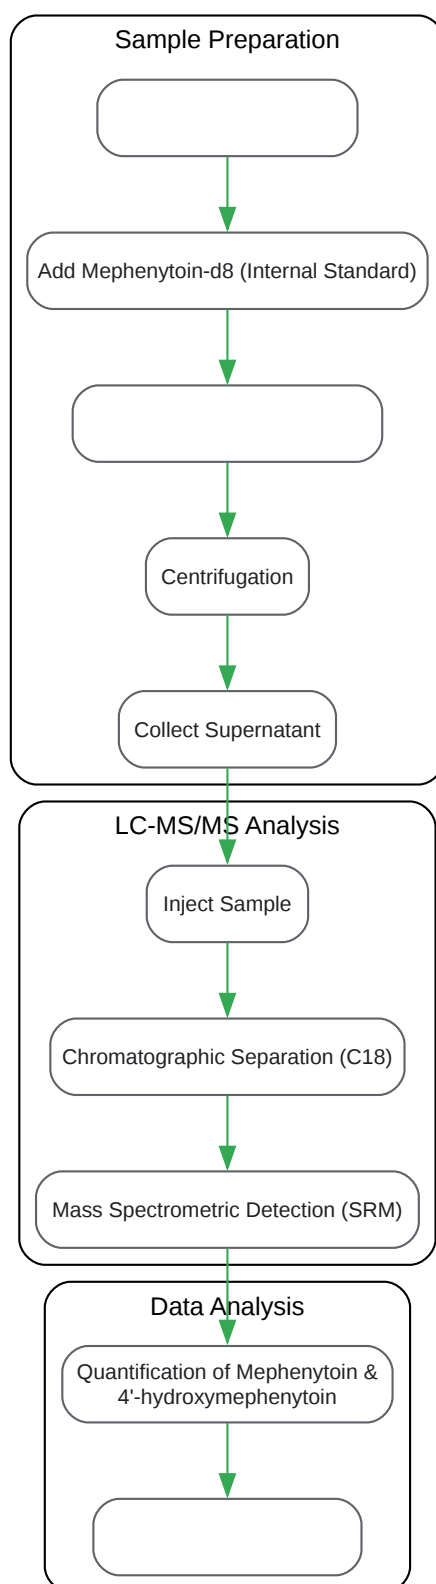 Sample Preparation
Add Mephenytoin-d8 (Internal Standard)
Centrifugation
Collect Supernatant
LC-MS/MS Analysis
Inject Sample
Chromatographic Separation (C18)
Mass Spectrometric Detection (SRM)
Data Analysis
Quantification of Mephenytoin &
4'-hydroxymephenytoin